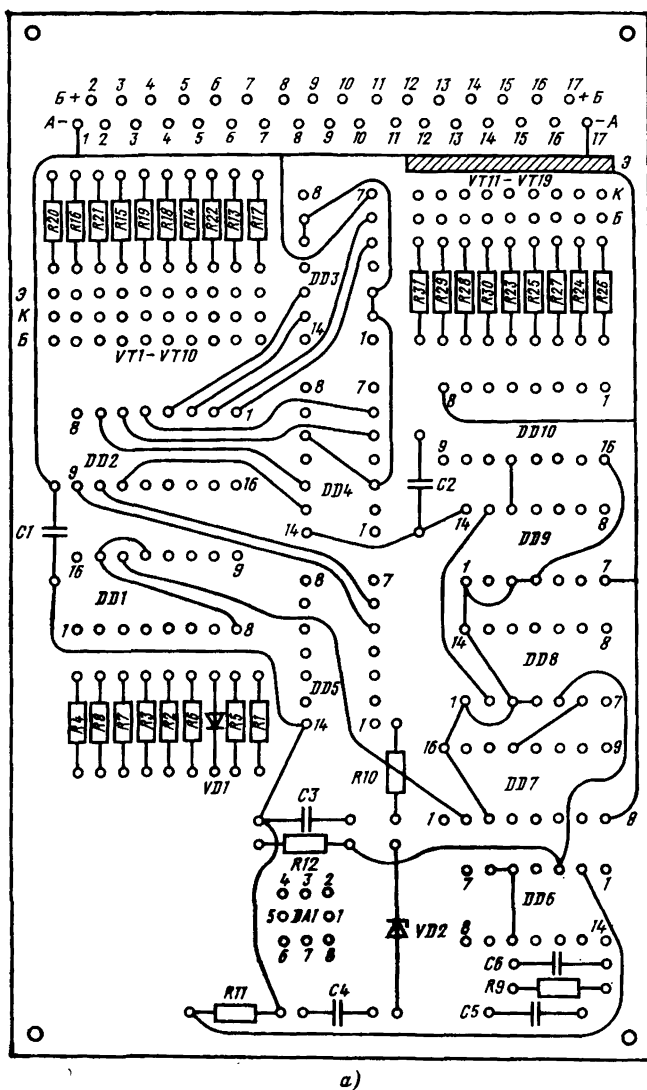 2 3 4 5 6 7 8 9 10 11 12 13 14 15 16 17
Б + + Б
А- -А
1 2 3 4 5 6 7 8 9 10 11 12 13 14 15 16 17
Э
VT11-VT19
К
Б
R20 R16 R21 R15 R19 R18 R14 R22 R13 R17
8 7
DD3
14 1
R31 R29 R28 R30 R23 R25 R27 R24 R26
Э
К
Б
VT1-VT10
8 7
8 1
DD10
8 1
DD2
9 16
DD4
14 1
C2
9 16
C1
14 8
DD9
16 9
DD1
1 8
8 7
DD5
14 1
1 7
14 8
DD8
1 7
R4 R8 R7 R3 R2 R6 R5 R1
VD1
R10
16 9
DD7
1 8
C3
R12
4 3 2
5 DA1 1
6 7 8
VD2
7 1
DD6
8 14
C6
R9
C5
R11
C4
а)